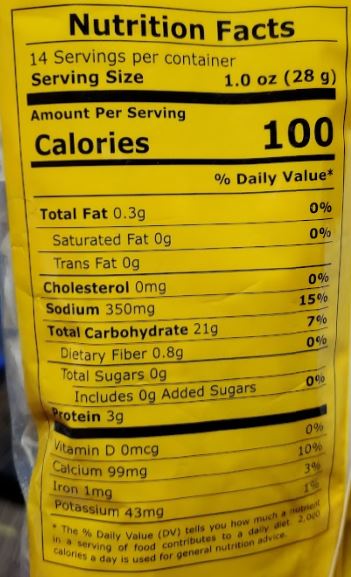 Nutrition Facts
14 Servings per container
Serving Size 1.0 oz (28 g)
Amount Per Serving
Calories 100
% Daily Value*
Total Fat 0.3g 0%
Saturated Fat 0g 0%
Trans Fat 0g
Cholesterol 0mg 0%
Sodium 350mg 15%
Total Carbohydrate 21g 7%
Dietary Fiber 0.8g 0%
Total Sugars 0g
Includes 0g Added Sugars 0%
Protein 3g
Vitamin D 0mcg 0%
Calcium 99mg 10%
Iron 1mg 3%
Potassium 43mg 1%
* The % Daily Value (DV) tells you how much a nutrient
in a serving of food contributes to a daily diet. 2,000
calories a day is used for general nutrition advice.